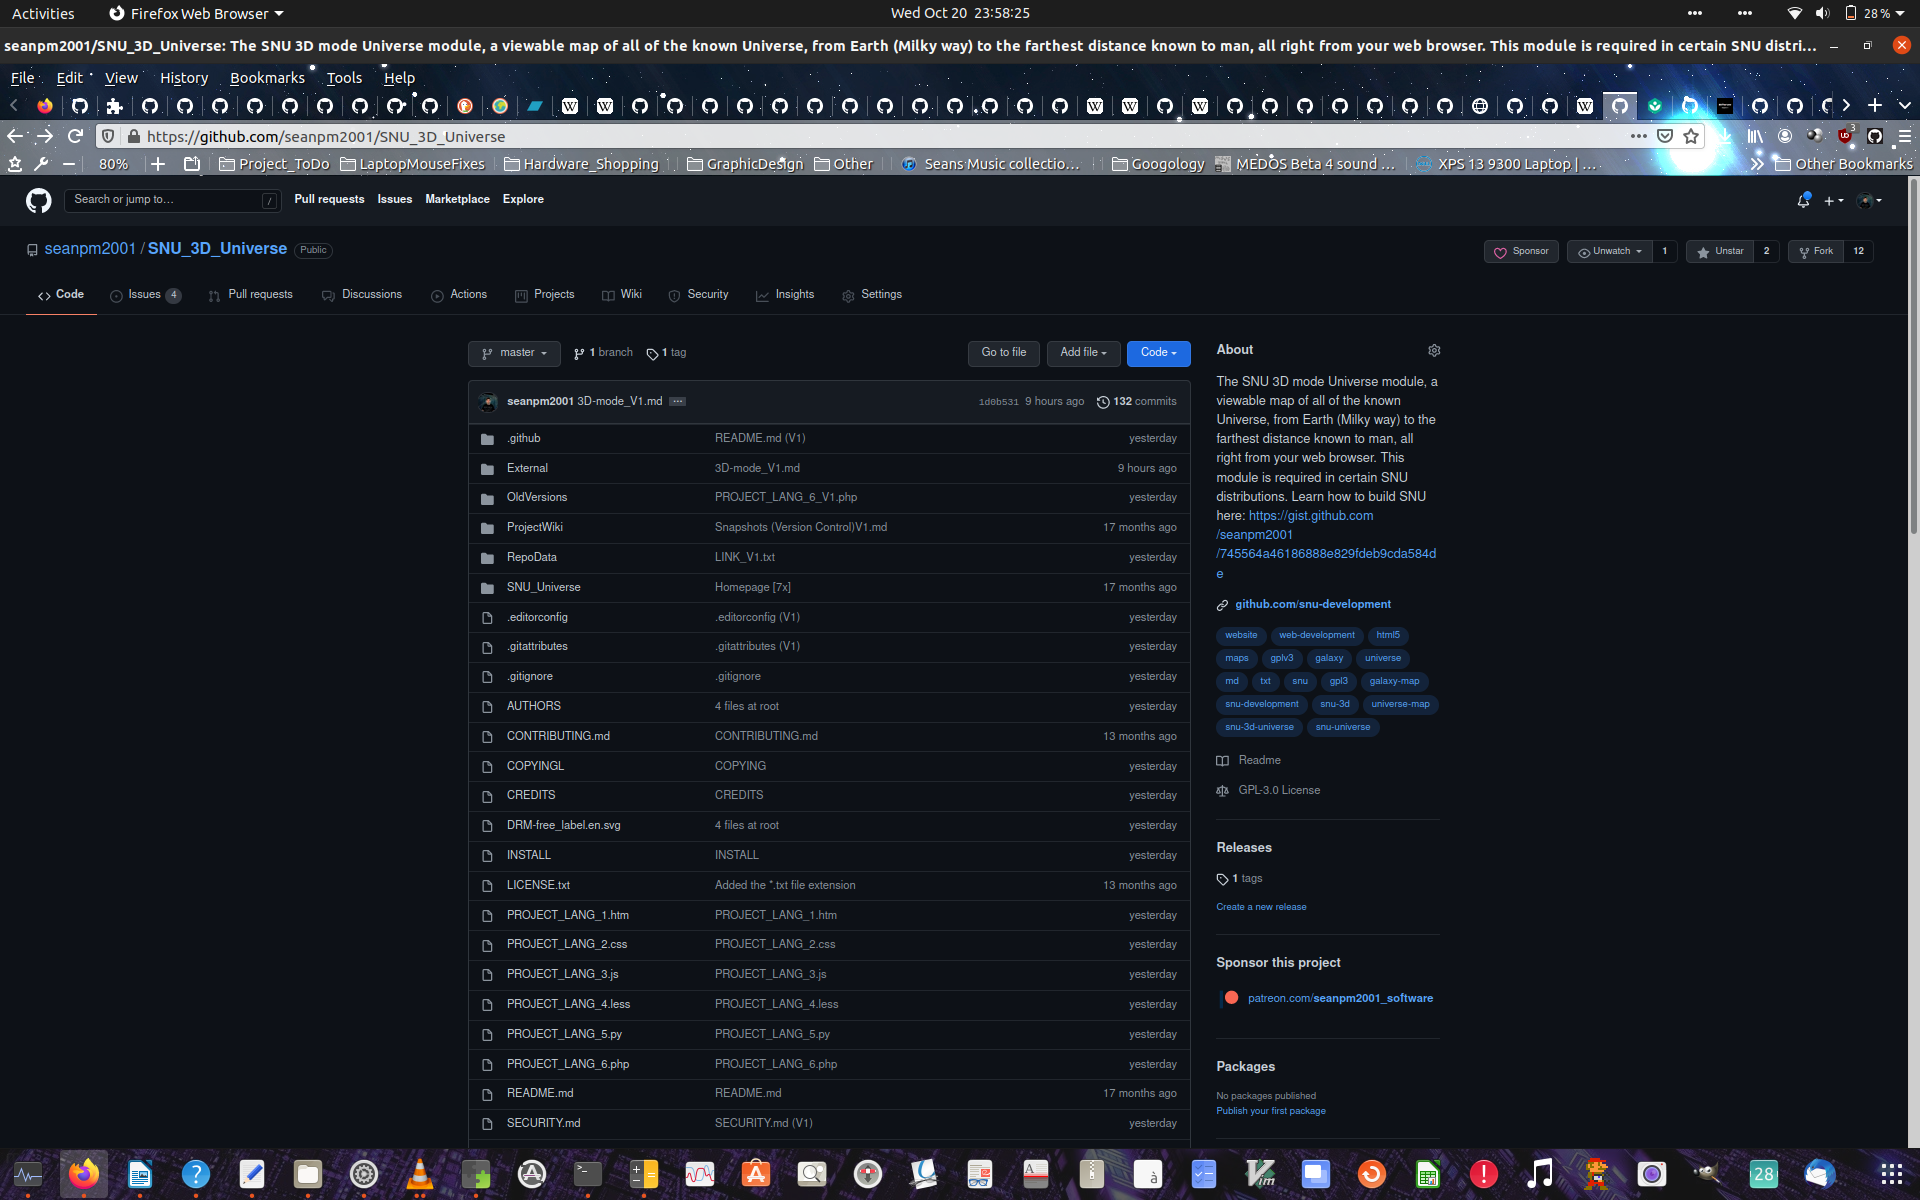 Activities Firefox Web Browser Wed Oct 20 23:58:25 28 %
seanpm2001/SNU_3D_Universe: The SNU 3D mode Universe module, a viewable map of all of the known Universe, from Earth (Milky way) to the farthest distance known to man, all right from your web browser. This module is required in certain SNU distri...
File Edit View History Bookmarks Tools Help
https://github.com/seanpm2001/SNU_3D_Universe 3
80% Project_ToDo LaptopMouseFixes Hardware_Shopping GraphicDesign Other Seans Music collectio... Googology MEDOS Beta 4 sound ... XPS 13 9300 Laptop | ... Other Bookmarks
Search or jump to... / Pull requests Issues Marketplace Explore
seanpm2001 / SNU_3D_Universe Public Sponsor Unwatch 1 Unstar 2 Fork 12
Code Issues 4 Pull requests Discussions Actions Projects Wiki Security Insights Settings
master 1 branch 1 tag Go to file Add file Code
seanpm2001 3D-mode_V1.md ... 1d0b531 9 hours ago 132 commits
.github README.md (V1) yesterday
External 3D-mode_V1.md 9 hours ago
OldVersions PROJECT_LANG_6_V1.php yesterday
ProjectWiki Snapshots (Version Control)V1.md 17 months ago
RepoData LINK_V1.txt yesterday
SNU_Universe Homepage [7x] 17 months ago
.editorconfig .editorconfig (V1) yesterday
.gitattributes .gitattributes (V1) yesterday
.gitignore .gitignore yesterday
AUTHORS 4 files at root yesterday
CONTRIBUTING.md CONTRIBUTING.md 13 months ago
COPYINGL COPYING yesterday
CREDITS CREDITS yesterday
DRM-free_label.en.svg 4 files at root yesterday
INSTALL INSTALL yesterday
LICENSE.txt Added the *.txt file extension 13 months ago
PROJECT_LANG_1.htm PROJECT_LANG_1.htm yesterday
PROJECT_LANG_2.css PROJECT_LANG_2.css yesterday
PROJECT_LANG_3.js PROJECT_LANG_3.js yesterday
PROJECT_LANG_4.less PROJECT_LANG_4.less yesterday
PROJECT_LANG_5.py PROJECT_LANG_5.py yesterday
PROJECT_LANG_6.php PROJECT_LANG_6.php yesterday
README.md README.md 17 months ago
SECURITY.md SECURITY.md (V1) yesterday
About
The SNU 3D mode Universe module, a
viewable map of all of the known
Universe, from Earth (Milky way) to the
farthest distance known to man, all
right from your web browser. This
module is required in certain SNU
distributions. Learn how to build SNU
here: https://gist.github.com
/seanpm2001
/745564a46186888e829fdeb9cda584d
e
github.com/snu-development
website web-development html5
maps gplv3 galaxy universe
md txt snu gpl3 galaxy-map
snu-development snu-3d universe-map
snu-3d-universe snu-universe
Readme
GPL-3.0 License
Releases
1 tags
Create a new release
Sponsor this project
patreon.com/seanpm2001_software
Packages
No packages published
Publish your first package
28